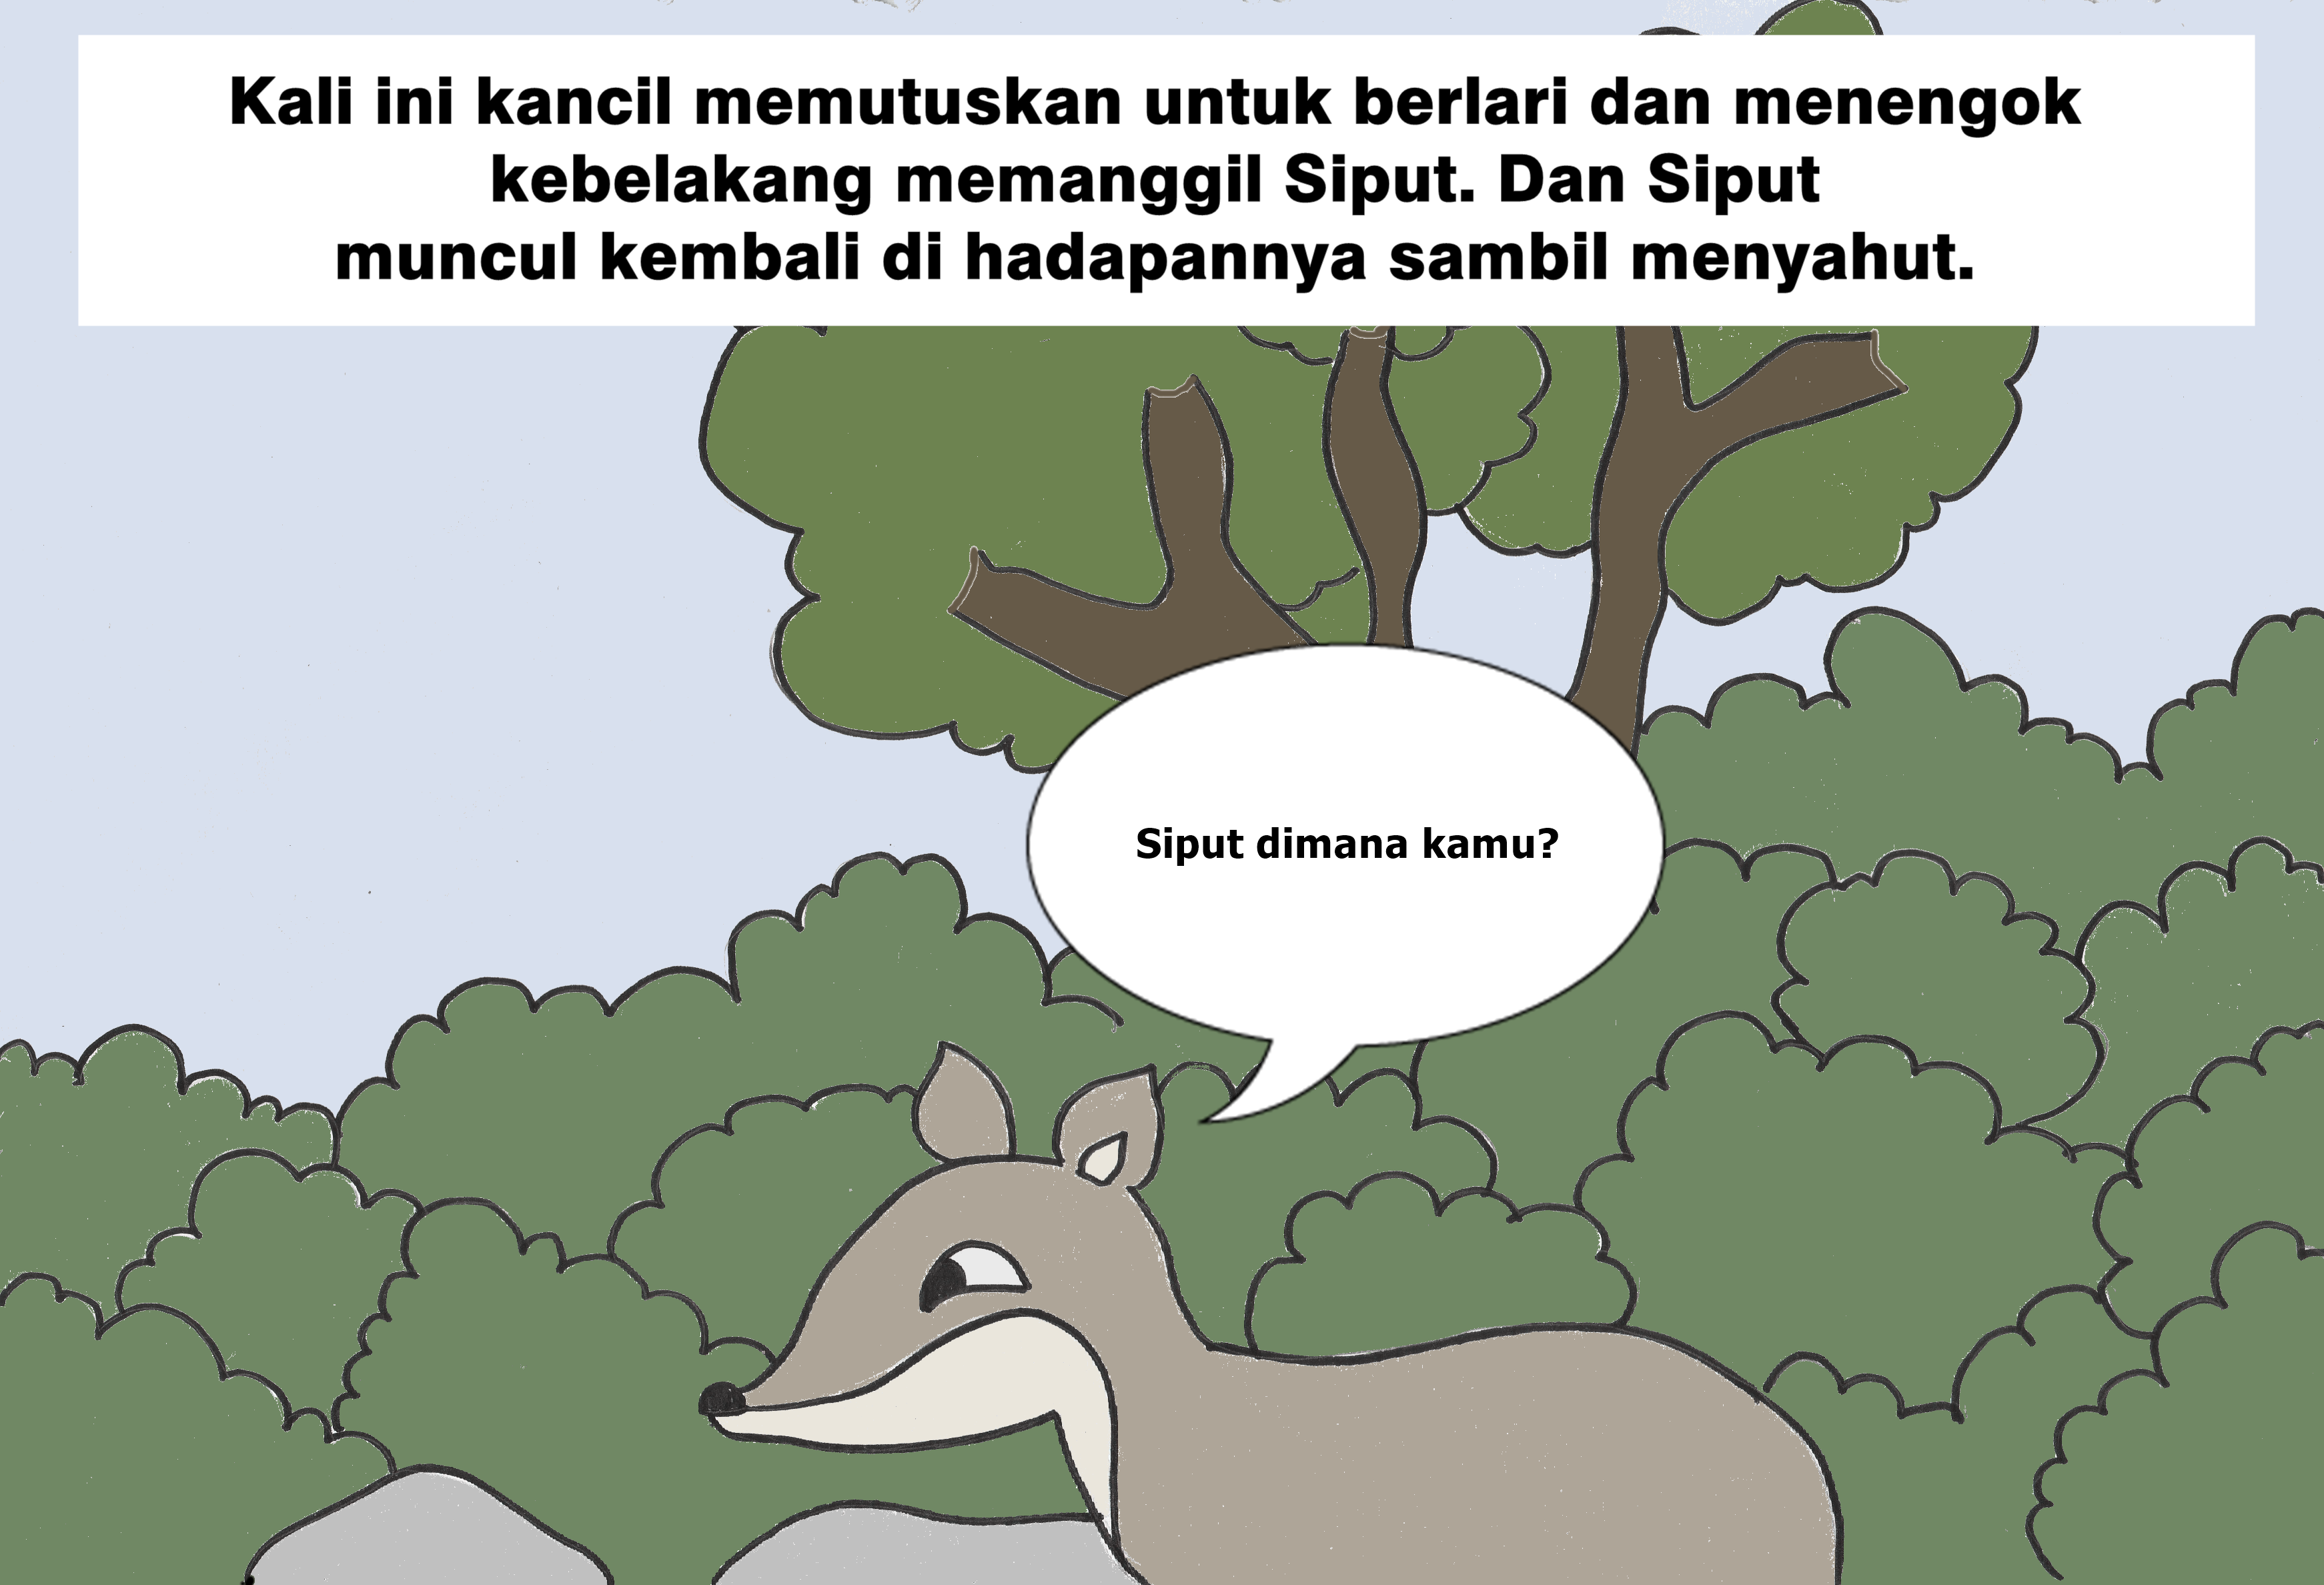 Kali ini kancil memutuskan untuk berlari dan menengok
kebelakang memanggil Siput. Dan Siput
muncul kembali di hadapannya sambil menyahut.
Siput dimana kamu?